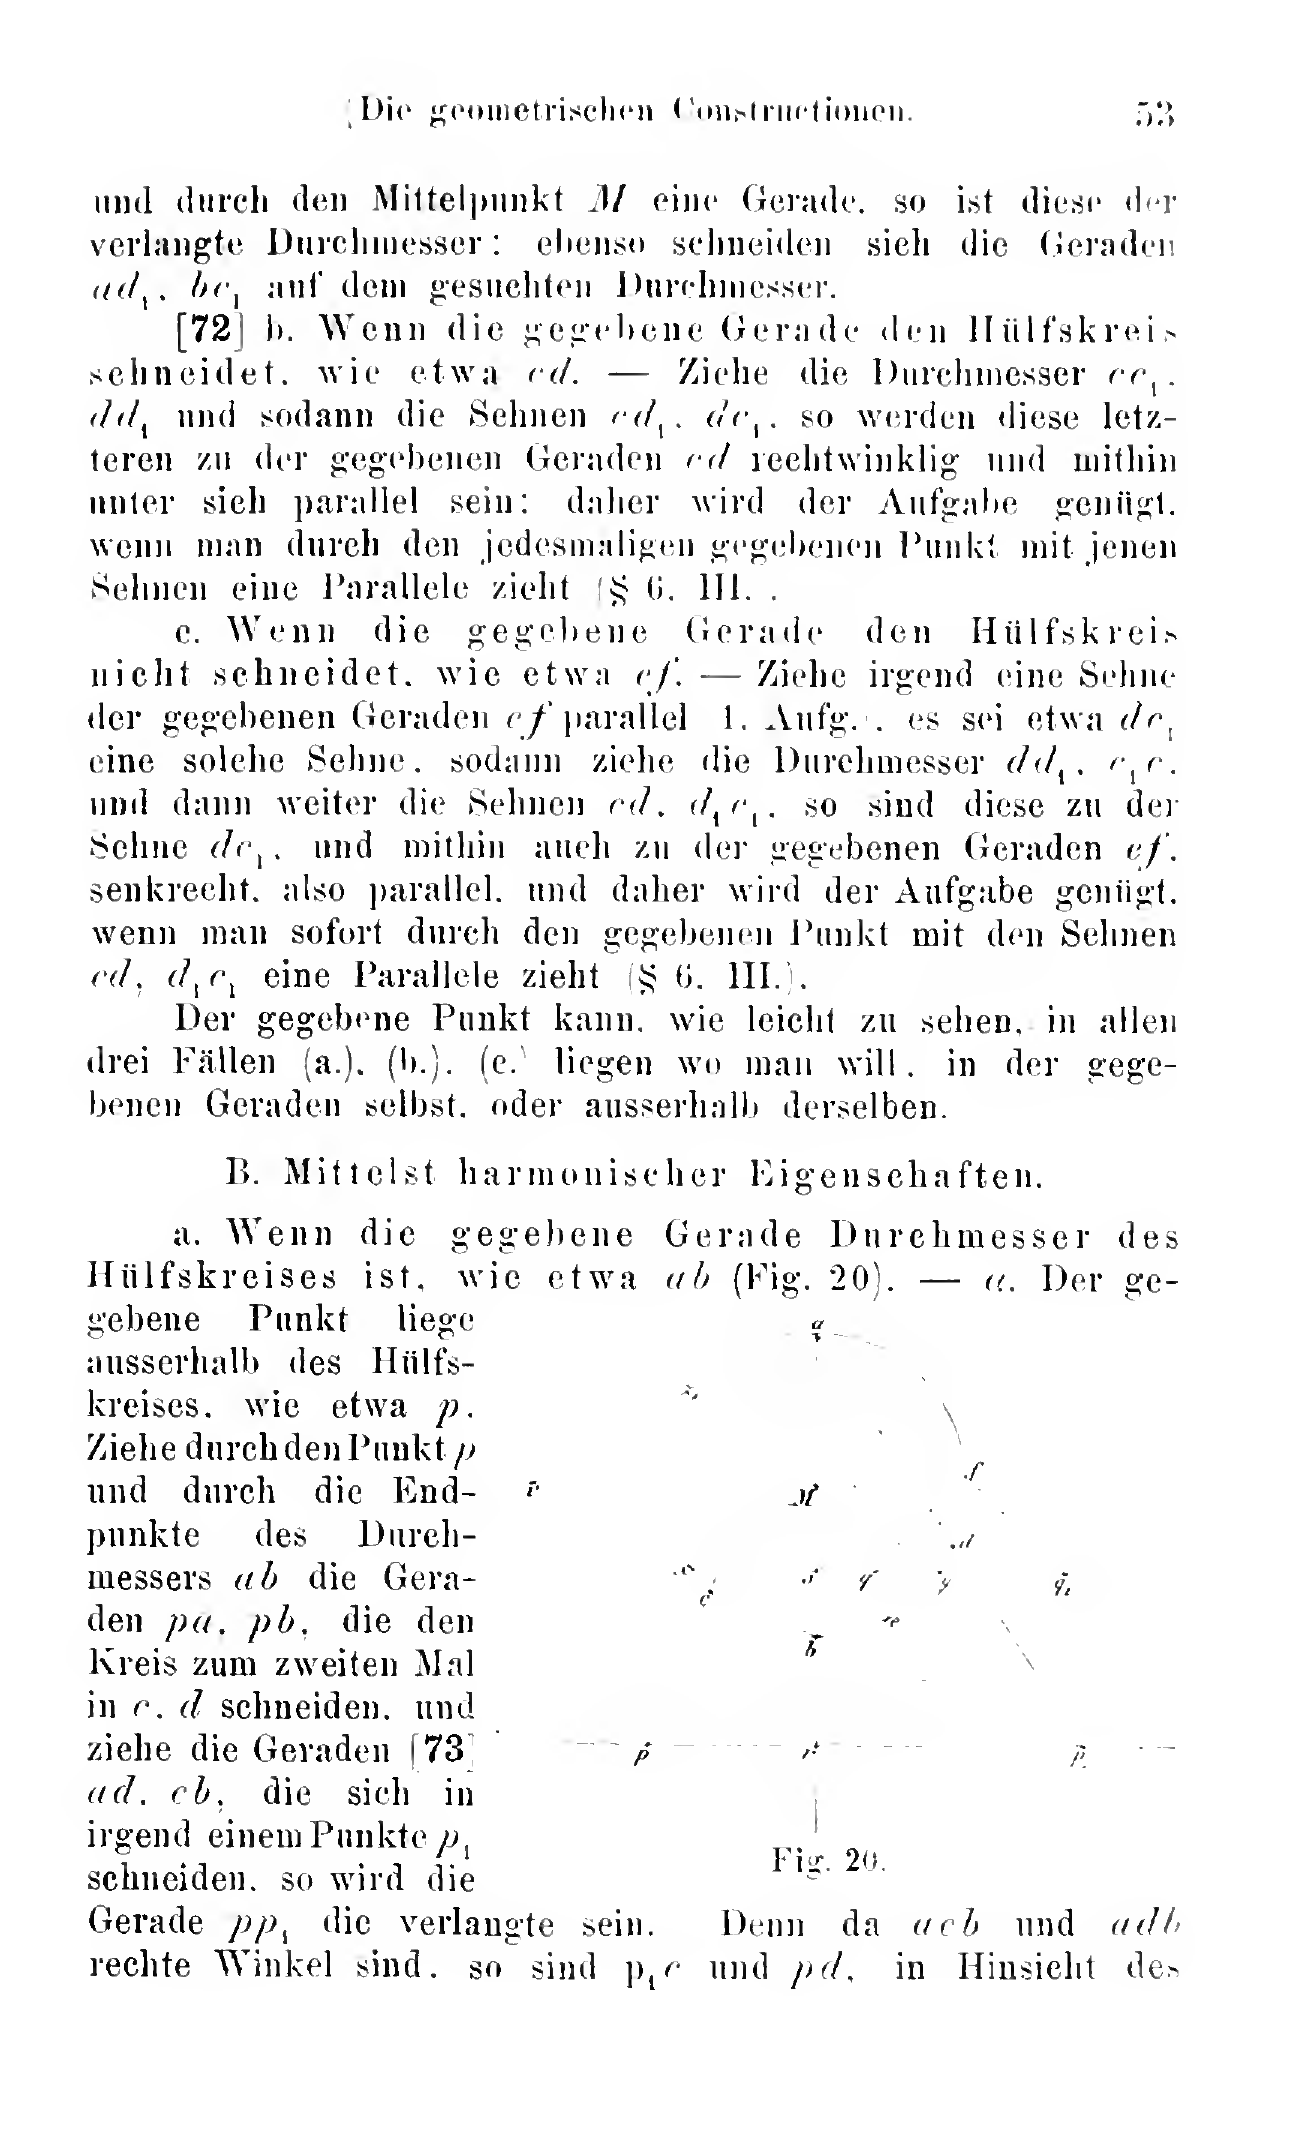 Die geometrischen Constructionen. 53
und durch den Mittelpunkt M eine Gerade, so ist diese der
verlangte Durchmesser; ebenso schneiden sich die Geraden
ad₁, bc₁ auf dem gesuchten Durchmesser.
[72] b. Wenn die gegebene Gerade den Hülfskreis
schneidet, wie etwa cd. — Ziehe die Durchmesser cc₁,
dd₁ und sodann die Sehnen cd₁, dc₁, so werden diese letz-
teren zu der gegebenen Geraden cd rechtwinklig und mithin
unter sich parallel sein; daher wird der Aufgabe genügt,
wenn man durch den jedesmaligen gegebenen Punkt mit jenen
Sehnen eine Parallele zieht (§ 6. III.).
c. Wenn die gegebene Gerade den Hülfskreis
nicht schneidet, wie etwa ef. — Ziehe irgend eine Sehne
der gegebenen Geraden ef parallel (1. Aufg.), es sei etwa dc₁
eine solche Sehne, sodann ziehe die Durchmesser dd₁, c₁c,
und dann weiter die Sehnen cd, d₁c₁, so sind diese zu der
Sehne dc₁, und mithin auch zu der gegebenen Geraden ef,
senkrecht, also parallel, und daher wird der Aufgabe genügt,
wenn man sofort durch den gegebenen Punkt mit den Sehnen
cd, d₁c₁ eine Parallele zieht (§ 6. III.).
Der gegebene Punkt kann, wie leicht zu sehen, in allen
drei Fällen (a.), (b.), (c.) liegen wo man will, in der gege-
benen Geraden selbst, oder ausserhalb derselben.
B. Mittelst harmonischer Eigenschaften.
a. Wenn die gegebene Gerade Durchmesser des
Hülfskreises ist, wie etwa ab (Fig. 20). — α. Der ge-
gebene Punkt liege
ausserhalb des Hülfs-
kreises, wie etwa p.
Ziehe durch den Punkt p
und durch die End-
punkte des Durch-
messers ab die Gera-
den pa, pb, die den
Kreis zum zweiten Mal
in c, d schneiden, und
ziehe die Geraden [73]
ad, cb, die sich in
irgend einem Punkte p₁
schneiden, so wird die
a
f
M
d
c
s q y q₁
b
p r p₁
Fig. 20.
Gerade pp₁ die verlangte sein. Denn da acb und adb
rechte Winkel sind, so sind p₁c und pd, in Hinsicht des